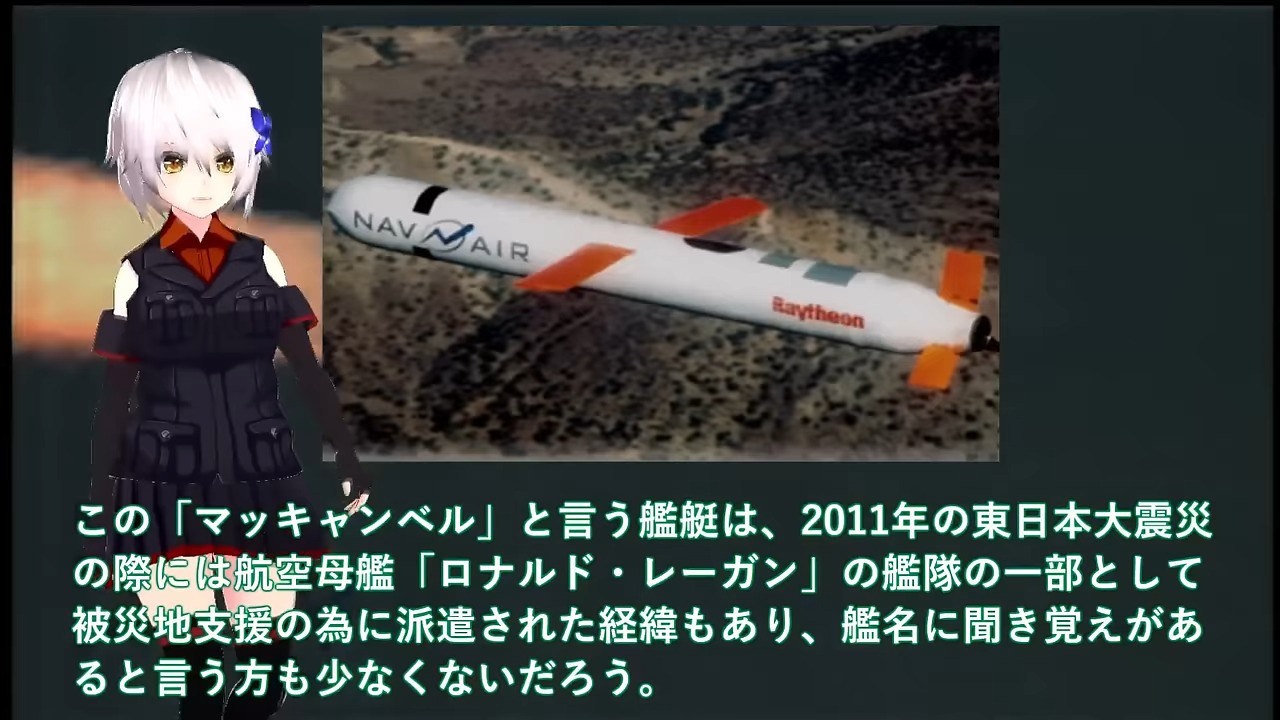 NAV AIR
Raytheon
この「マッキャンベル」と言う艦艇は、2011年の東日本大震災
の際には航空母艦「ロナルド・レーガン」の艦隊の一部として
被災地支援の為に派遣された経緯もあり、艦名に聞き覚えがあ
ると言う方も少なくないだろう。